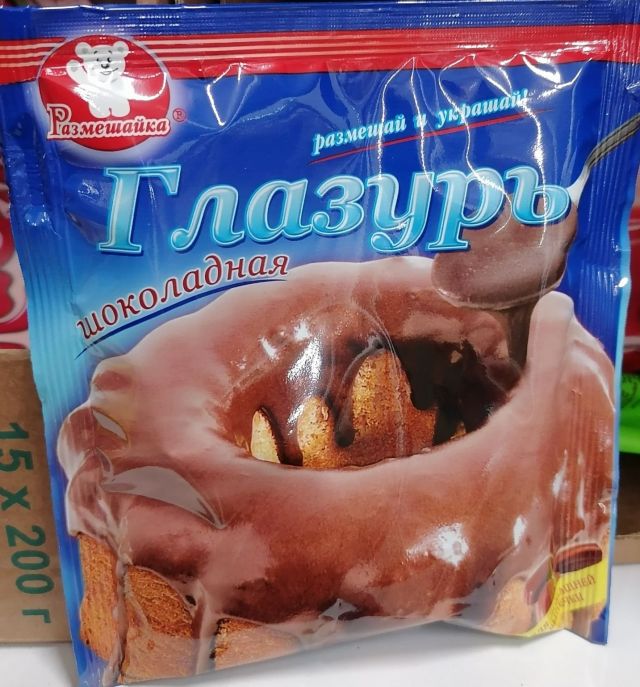 Размешайка®
размешай и украшай!
Глазурь
шоколадная
15 X 200 г